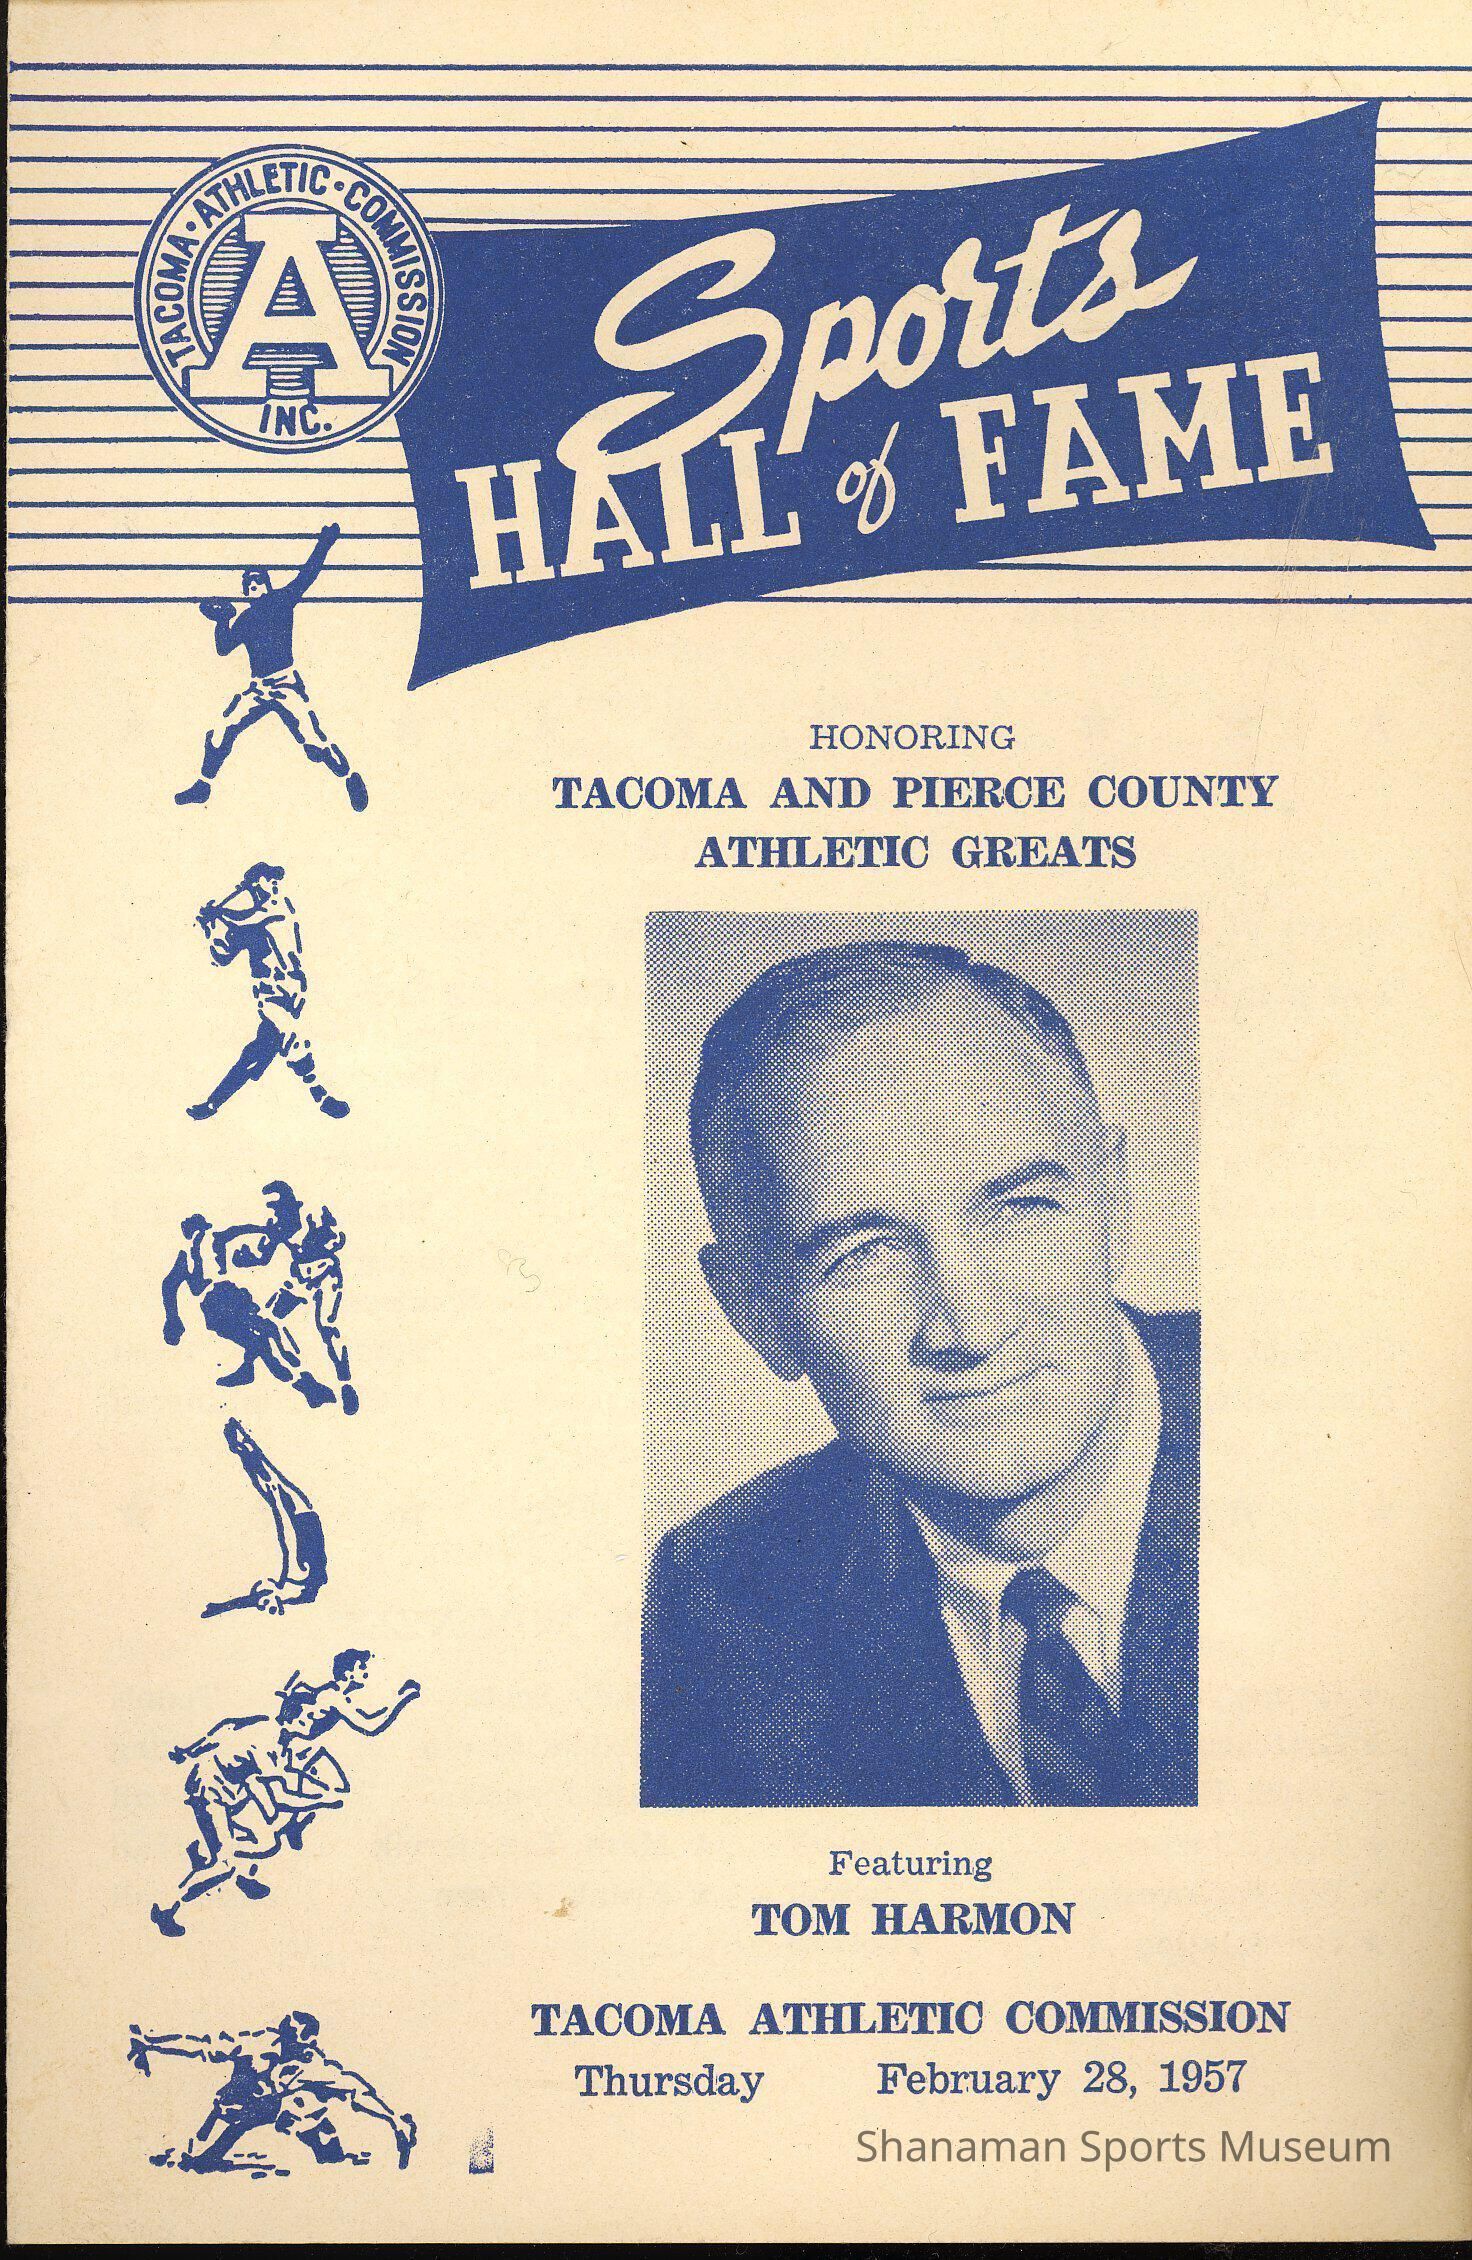 TACOMA · ATHLETIC · COMMISSION
A
INC.
Sports
HALL of FAME
HONORING
TACOMA AND PIERCE COUNTY
ATHLETIC GREATS
Featuring
TOM HARMON
TACOMA ATHLETIC COMMISSION
Thursday February 28, 1957
Shanaman Sports Museum